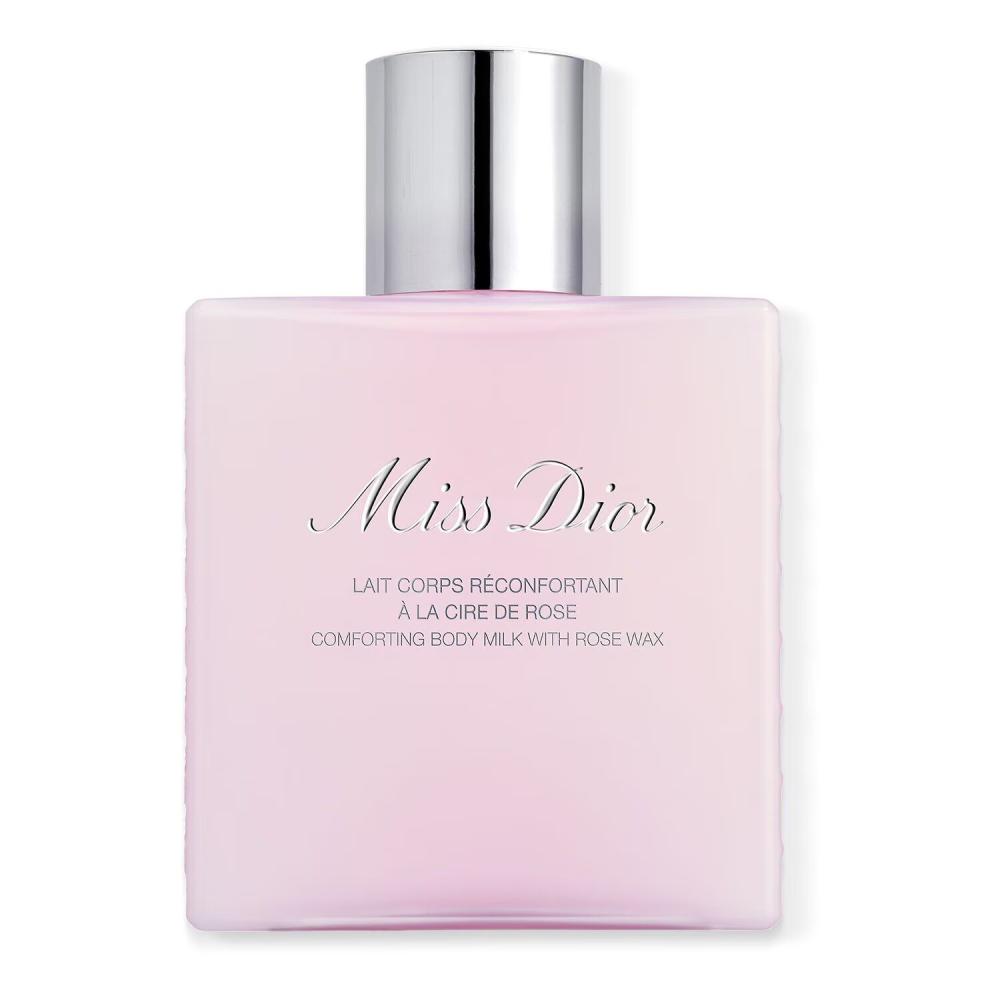 Miss Dior
LAIT CORPS RÉCONFORTANT
À LA CIRE DE ROSE
COMFORTING BODY MILK WITH ROSE WAX